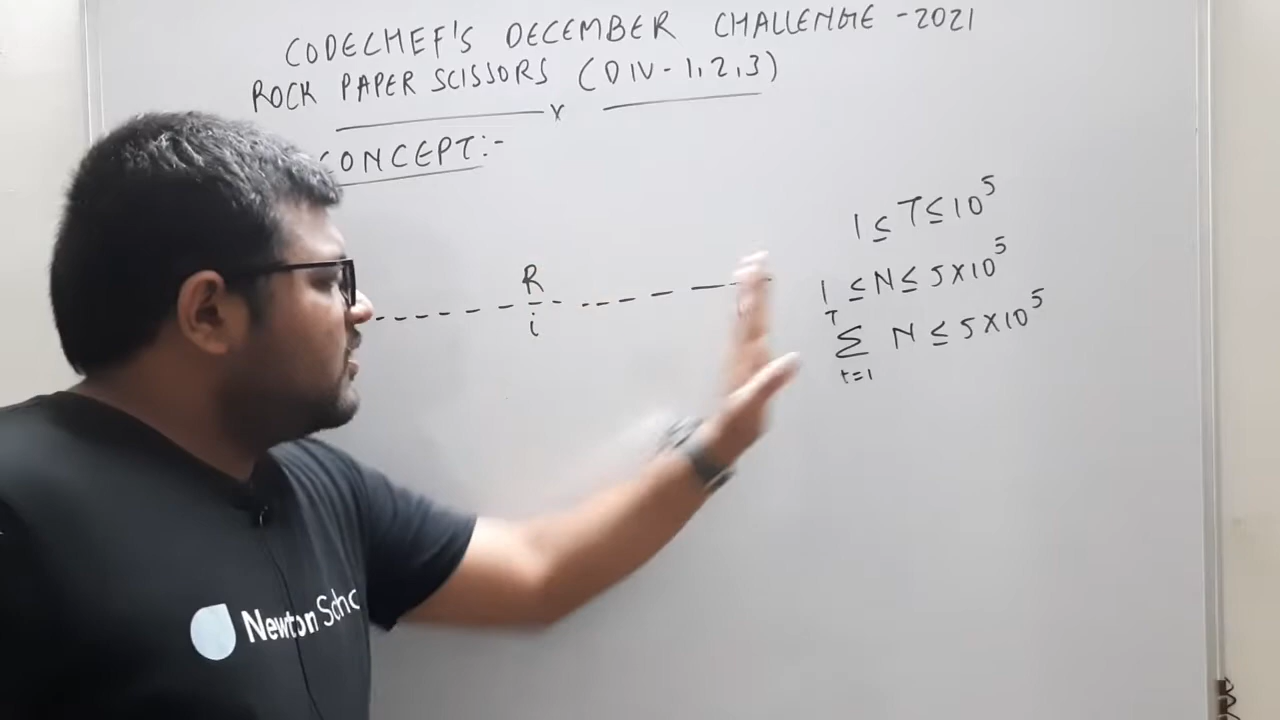 CODECHEF'S DECEMBER CHALLENGE -2021
ROCK PAPER SCISSORS (DIV-1,2,3)
x
CONCEPT:-
R
i
1 ≤ T ≤ 10^5
1 ≤ N ≤ 5×10^5
T
∑ N ≤ 5×10^5
t=1
Newton Scho